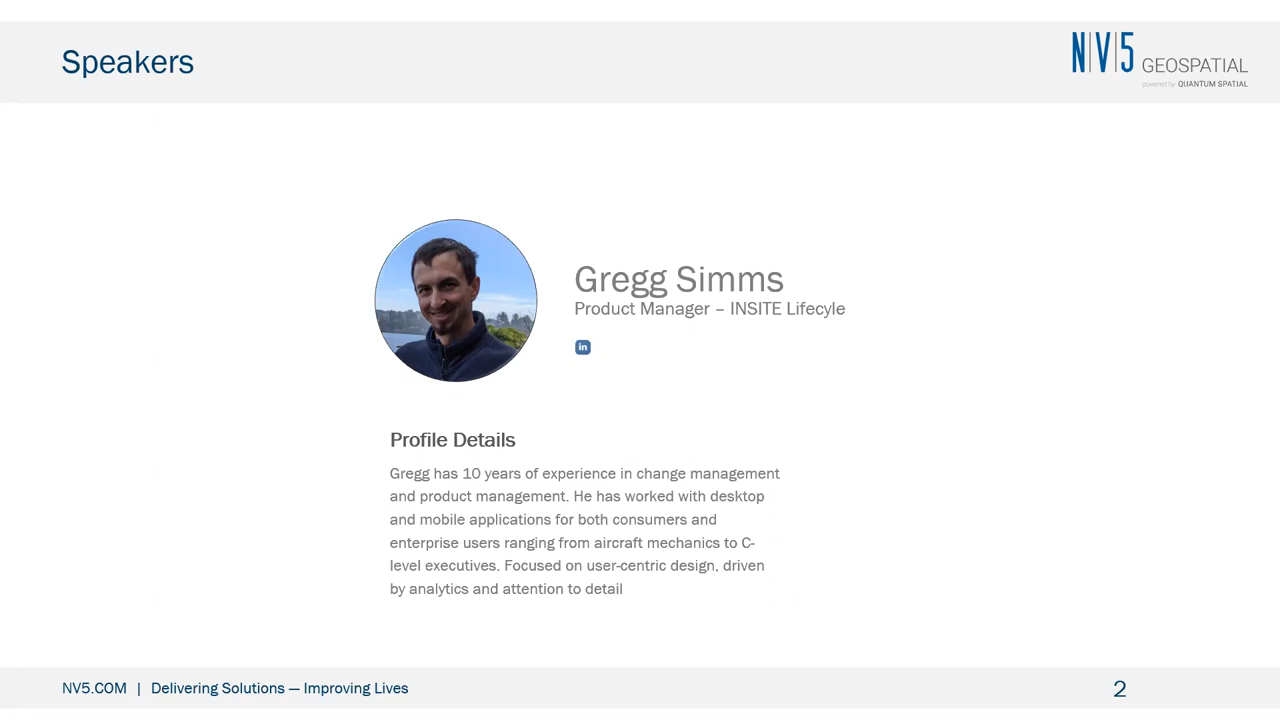 Speakers
N|V|5 GEOSPATIAL
powered by QUANTUM SPATIAL
Gregg Simms
Product Manager – INSITE Lifecyle
in
Profile Details
Gregg has 10 years of experience in change management
and product management. He has worked with desktop
and mobile applications for both consumers and
enterprise users ranging from aircraft mechanics to C-
level executives. Focused on user-centric design, driven
by analytics and attention to detail
NV5.COM | Delivering Solutions — Improving Lives
2